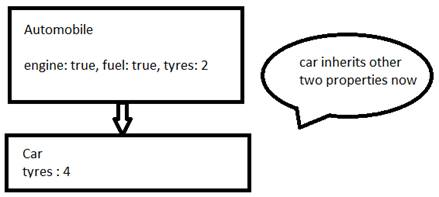 Automobile
engine: true, fuel: true, tyres: 2
car inherits other
two properties now
Car
tyres : 4